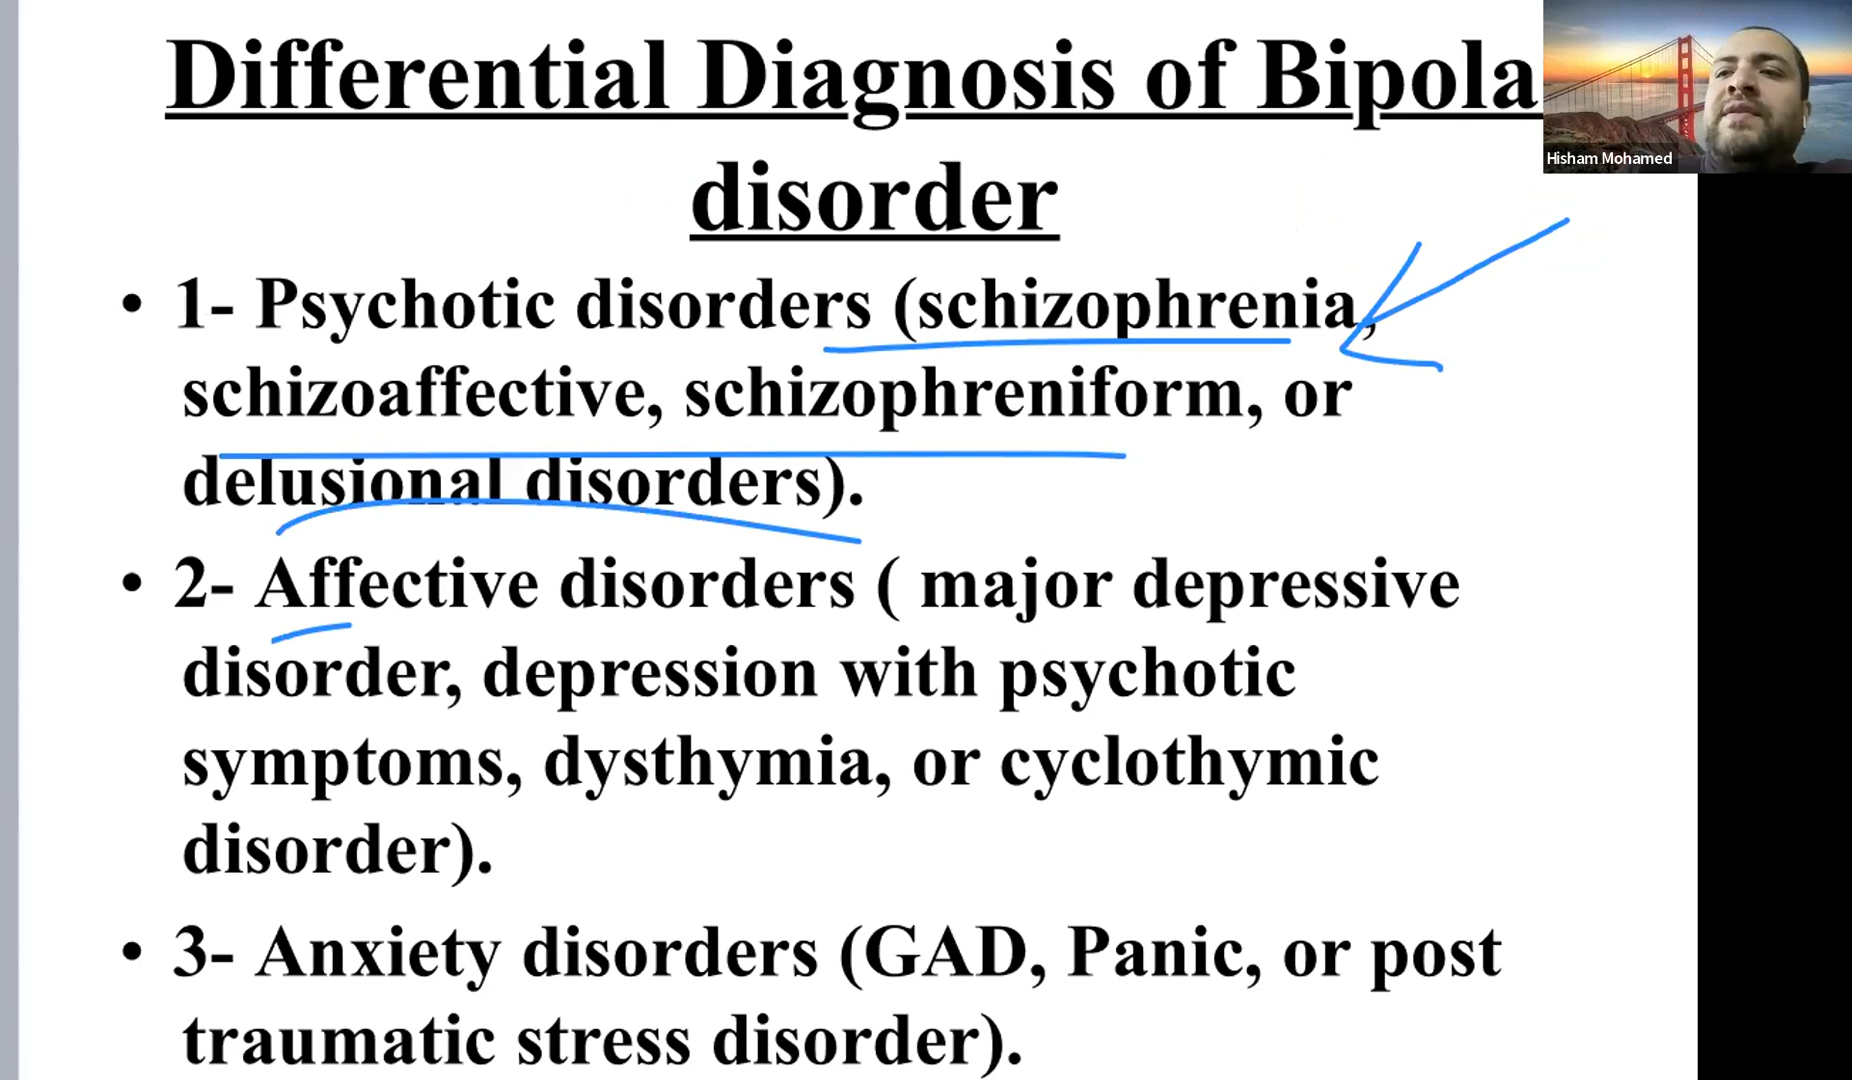 Differential Diagnosis of Bipola
disorder
Hisham Mohamed
• 1- Psychotic disorders (schizophrenia,
schizoaffective, schizophreniform, or
delusional disorders).
• 2- Affective disorders ( major depressive
disorder, depression with psychotic
symptoms, dysthymia, or cyclothymic
disorder).
• 3- Anxiety disorders (GAD, Panic, or post
traumatic stress disorder).